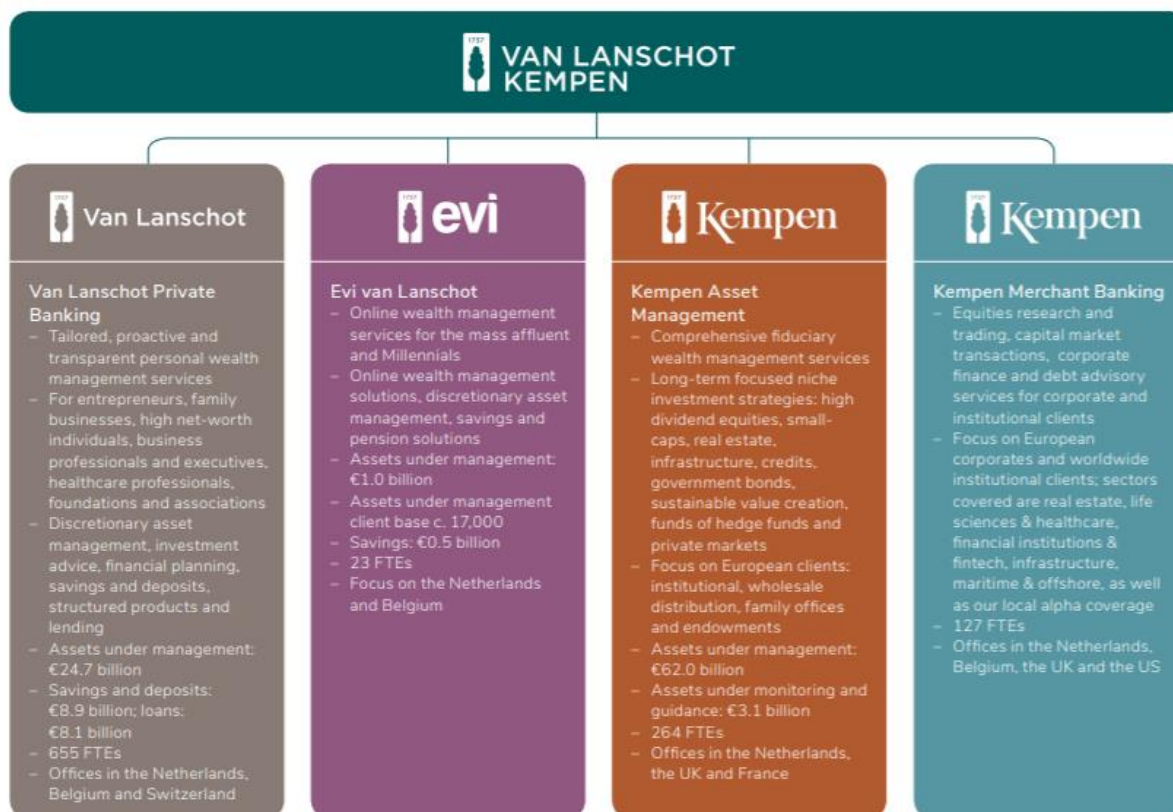 1737
VAN LANSCHOT
KEMPEN
1737
Van Lanschot
Van Lanschot Private
Banking
– Tailored, proactive and
transparent personal wealth
management services
– For entrepreneurs, family
businesses, high net-worth
individuals, business
professionals and executives,
healthcare professionals,
foundations and associations
– Discretionary asset
management, investment
advice, financial planning,
savings and deposits,
structured products and
lending
– Assets under management:
€24.7 billion
– Savings and deposits:
€8.9 billion; loans:
€8.1 billion
– 655 FTEs
– Offices in the Netherlands,
Belgium and Switzerland
1737
evi
Evi van Lanschot
– Online wealth management
services for the mass affluent
and Millennials
– Online wealth management
solutions, discretionary asset
management, savings and
pension solutions
– Assets under management:
€1.0 billion
– Assets under management
client base c. 17,000
– Savings: €0.5 billion
– 23 FTEs
– Focus on the Netherlands
and Belgium
1737
Kempen
Kempen Asset
Management
– Comprehensive fiduciary
wealth management services
– Long-term focused niche
investment strategies: high
dividend equities, small-
caps, real estate,
infrastructure, credits,
government bonds,
sustainable value creation,
funds of hedge funds and
private markets
– Focus on European clients:
institutional, wholesale
distribution, family offices
and endowments
– Assets under management:
€62.0 billion
– Assets under monitoring and
guidance: €3.1 billion
– 264 FTEs
– Offices in the Netherlands,
the UK and France
1737
Kempen
Kempen Merchant Banking
– Equities research and
trading, capital market
transactions, corporate
finance and debt advisory
services for corporate and
institutional clients
– Focus on European
corporates and worldwide
institutional clients; sectors
covered are real estate, life
sciences & healthcare,
financial institutions &
fintech, infrastructure,
maritime & offshore, as well
as our local alpha coverage
– 127 FTEs
– Offices in the Netherlands,
Belgium, the UK and the US